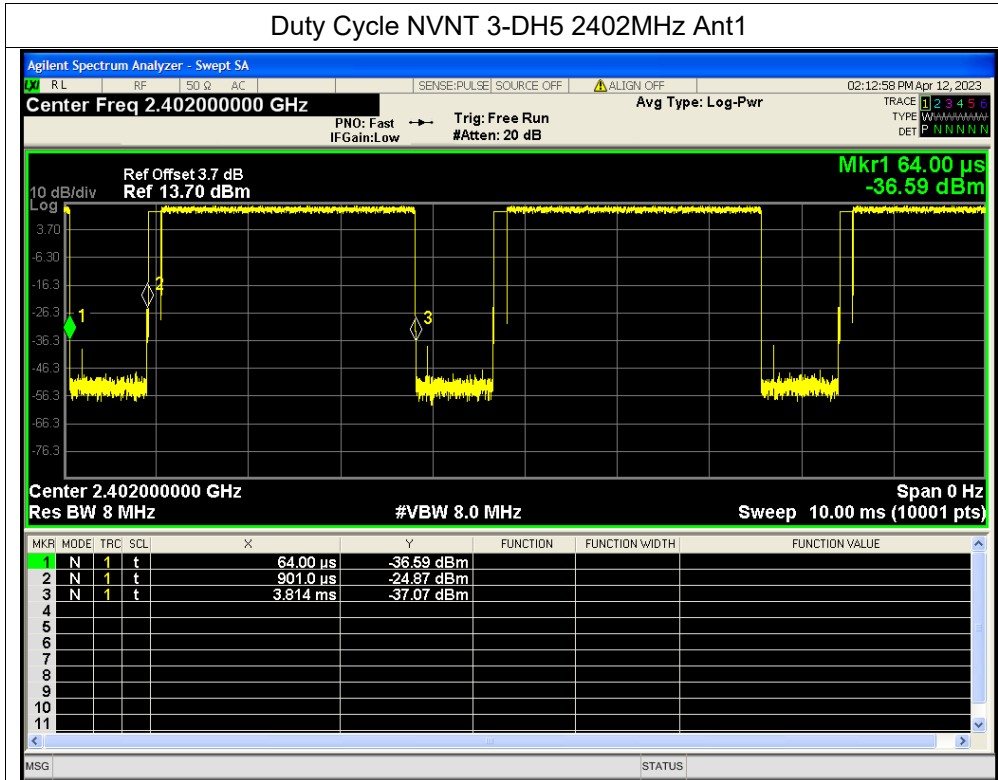 Duty Cycle NVNT 3-DH5 2402MHz Ant1
Agilent Spectrum Analyzer - Swept SA
LXI RL RF 50 Ω AC SENSE:PULSE SOURCE OFF ALIGN OFF 02:12:58 PM Apr 12, 2023
Center Freq 2.402000000 GHz Avg Type: Log-Pwr TRACE 1 2 3 4 5 6
PNO: Fast Trig: Free Run TYPE WWWWWW
IFGain:Low #Atten: 20 dB DET P N N N N N
Mkr1 64.00 µs
-36.59 dBm
Ref Offset 3.7 dB
10 dB/div Ref 13.70 dBm
Log
3.70
-6.30
-16.3
-26.3
-36.3
-46.3
-56.3
-66.3
-76.3
1
2
3
Center 2.402000000 GHz Span 0 Hz
Res BW 8 MHz #VBW 8.0 MHz Sweep 10.00 ms (10001 pts)
MKR MODE TRC SCL X Y FUNCTION FUNCTION WIDTH FUNCTION VALUE
1 N 1 t 64.00 µs -36.59 dBm
2 N 1 t 901.0 µs -24.87 dBm
3 N 1 t 3.814 ms -37.07 dBm
4
5
6
7
8
9
10
11
MSG STATUS